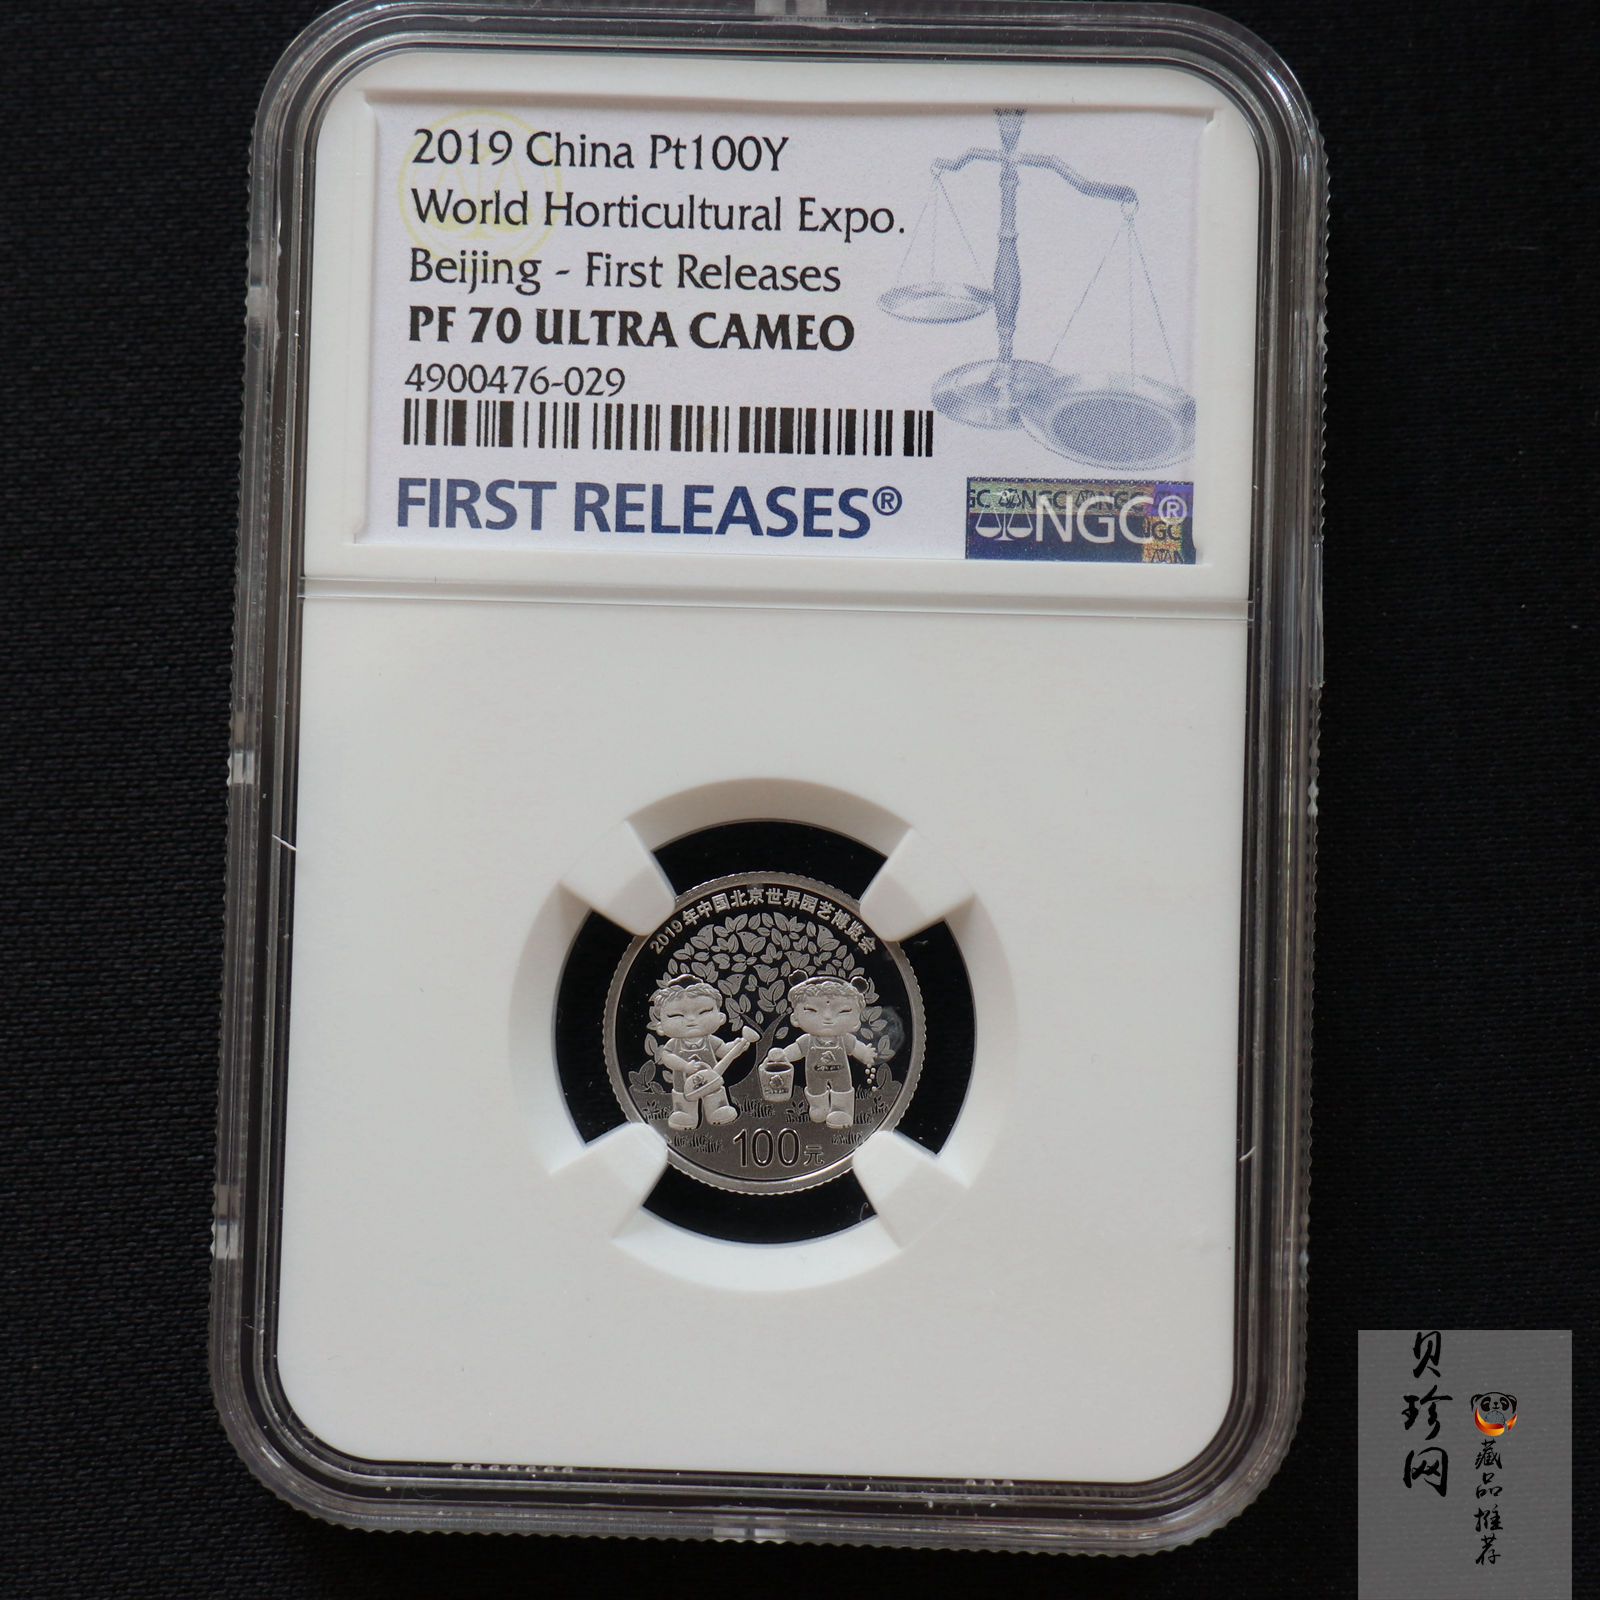 2019 China Pt100Y
World Horticultural Expo.
Beijing - First Releases
PF 70 ULTRA CAMEO
4900476-029
FIRST RELEASES®
NGC®
2019年中国北京世界园艺博览会
100元
贝珍网
藏品推荐